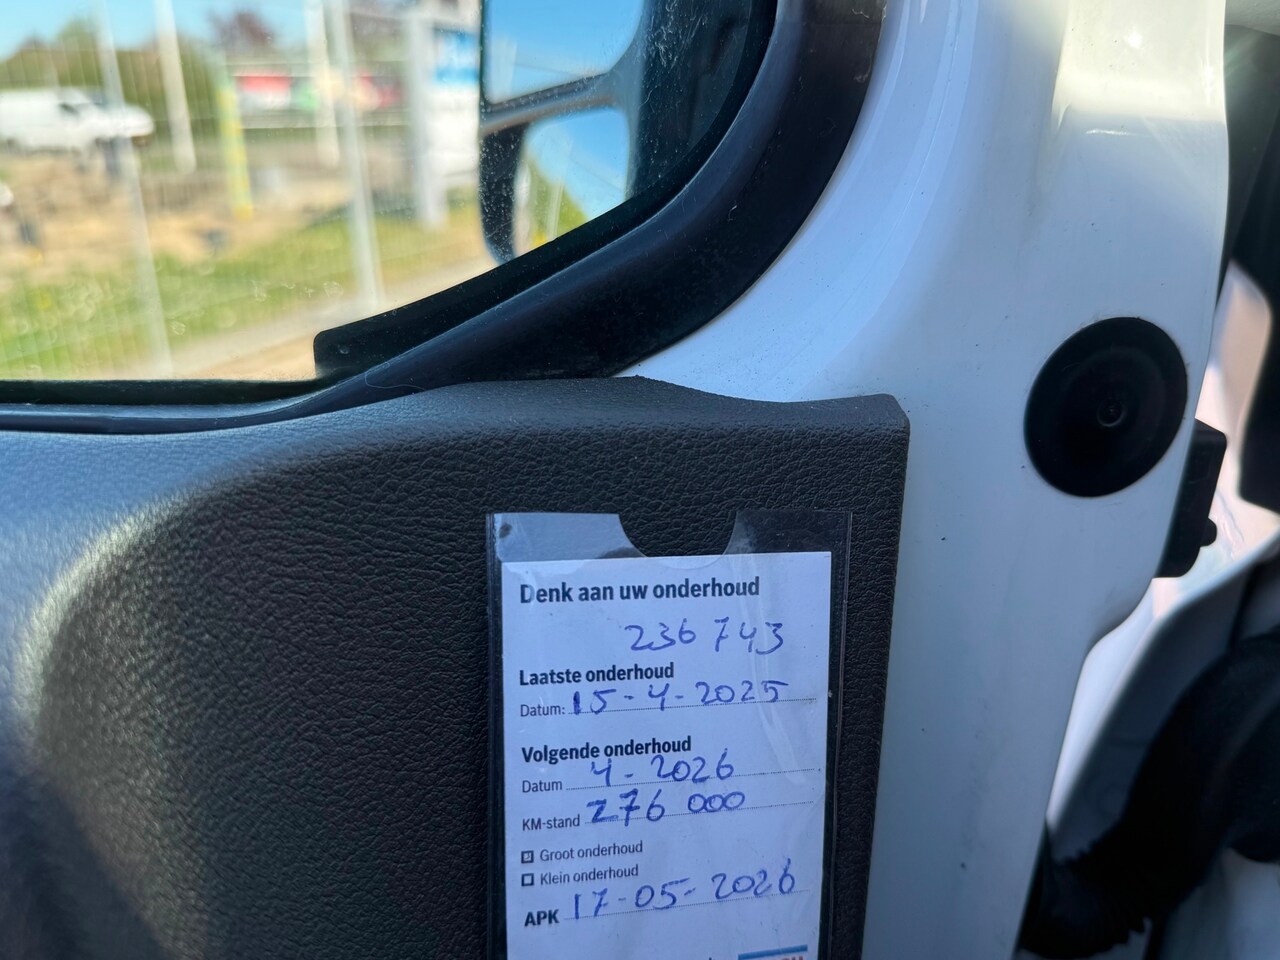 Denk aan uw onderhoud
236743
Laatste onderhoud
Datum: 15-4-2025
Volgende onderhoud
Datum 4-2026
KM-stand 276 000
Groot onderhoud
Klein onderhoud
APK 17-05-2026